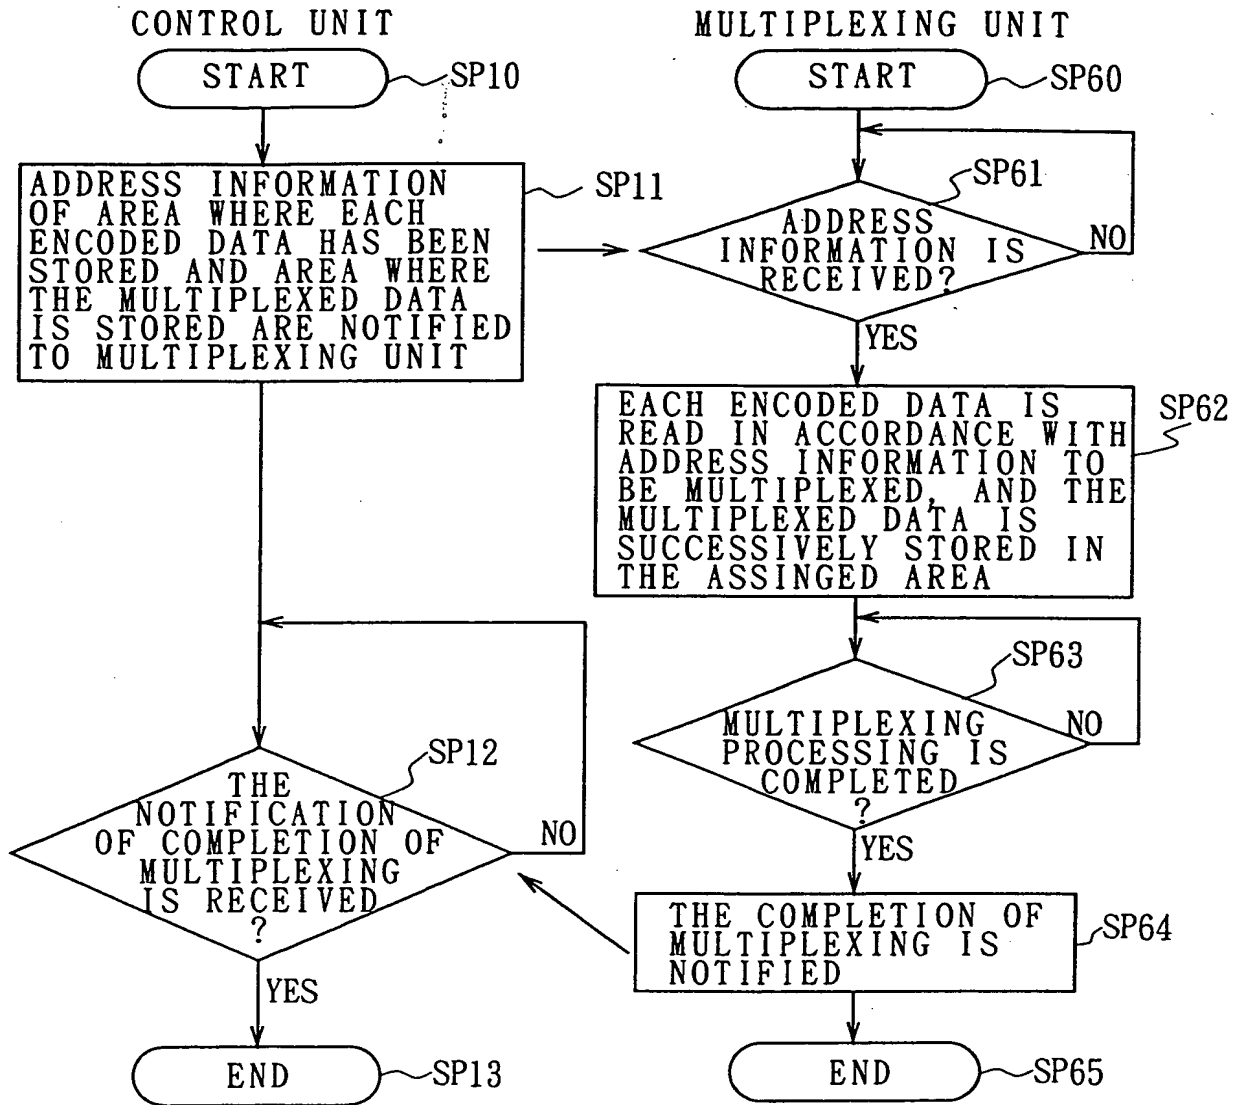 CONTROL UNIT
START
SP10
ADDRESS INFORMATION
OF AREA WHERE EACH
ENCODED DATA HAS BEEN
STORED AND AREA WHERE
THE MULTIPLEXED DATA
IS STORED ARE NOTIFIED
TO MULTIPLEXING UNIT
SP11
THE
NOTIFICATION
OF COMPLETION OF
MULTIPLEXING
IS RECEIVED
?
SP12
NO
YES
END
SP13
MULTIPLEXING UNIT
START
SP60
ADDRESS
INFORMATION IS
RECEIVED?
SP61
NO
YES
EACH ENCODED DATA IS
READ IN ACCORDANCE WITH
ADDRESS INFORMATION TO
BE MULTIPLEXED, AND THE
MULTIPLEXED DATA IS
SUCCESSIVELY STORED IN
THE ASSINGED AREA
SP62
MULTIPLEXING
PROCESSING IS
COMPLETED
?
SP63
NO
YES
THE COMPLETION OF
MULTIPLEXING IS
NOTIFIED
SP64
END
SP65